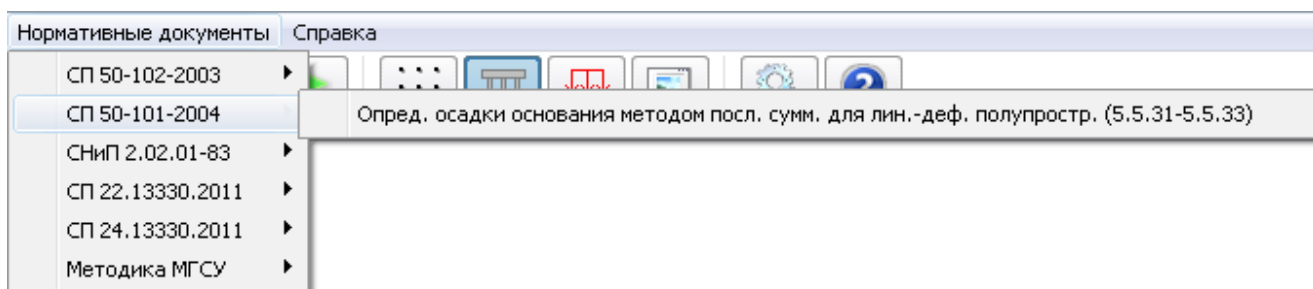 Нормативные документы Справка
СП 50-102-2003
СП 50-101-2004
Опред. осадки основания методом посл. сумм. для лин.-деф. полупростр. (5.5.31-5.5.33)
СНиП 2.02.01-83
СП 22.13330.2011
СП 24.13330.2011
Методика МГСУ